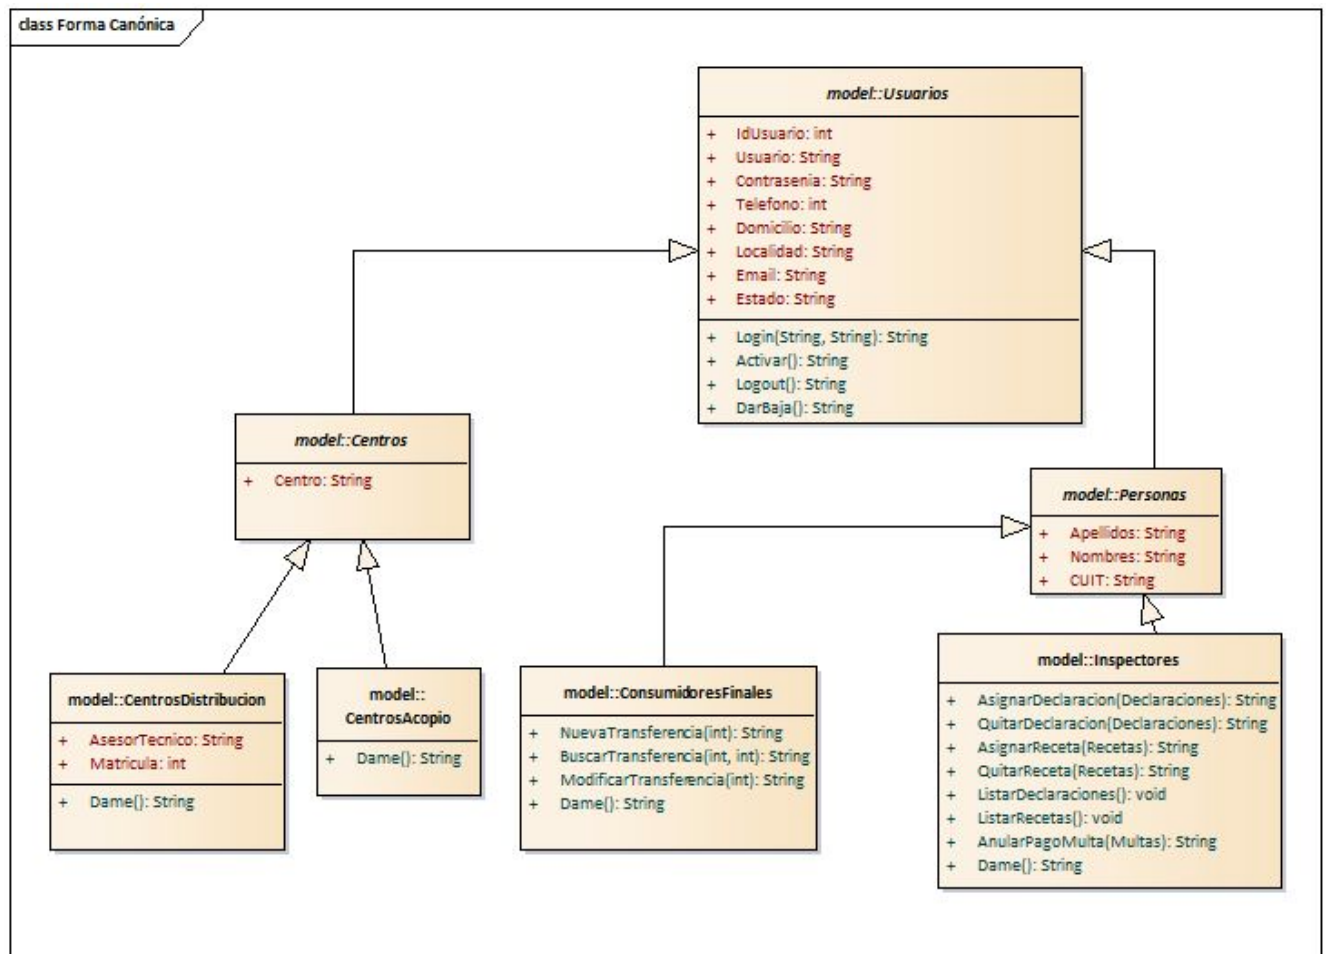 class Forma Canónica
model::Usuarios
+ IdUsuario: int
+ Usuario: String
+ Contrasenia: String
+ Telefono: int
+ Domicilio: String
+ Localidad: String
+ Email: String
+ Estado: String
+ Login(String, String): String
+ Activar(): String
+ Logout(): String
+ DarBaja(): String
model::Centros
+ Centro: String
model::Personas
+ Apellidos: String
+ Nombres: String
+ CUIT: String
model::CentrosDistribucion
+ AsesorTecnico: String
+ Matricula: int
+ Dame(): String
model::
CentrosAcopio
+ Dame(): String
model::ConsumidoresFinales
+ NuevaTransferencia(int): String
+ BuscarTransferencia(int, int): String
+ ModificarTransferencia(int): String
+ Dame(): String
model::Inspectores
+ AsignarDeclaracion(Declaraciones): String
+ QuitarDeclaracion(Declaraciones): String
+ AsignarReceta(Recetas): String
+ QuitarReceta(Recetas): String
+ ListarDeclaraciones(): void
+ ListarRecetas(): void
+ AnularPagoMulta(Multas): String
+ Dame(): String